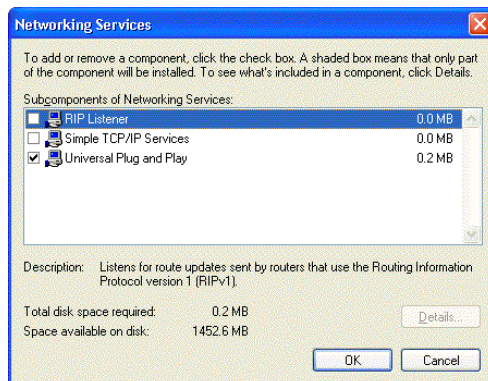 Networking Services
To add or remove a component, click the check box. A shaded box means that only part
of the component will be installed. To see what's included in a component, click Details.
Subcomponents of Networking Services:
RIP Listener 0.0 MB
Simple TCP/IP Services 0.0 MB
Universal Plug and Play 0.2 MB
Description: Listens for route updates sent by routers that use the Routing Information
Protocol version 1 (RIPv1).
Total disk space required: 0.2 MB
Space available on disk: 1452.6 MB
Details...
OK Cancel